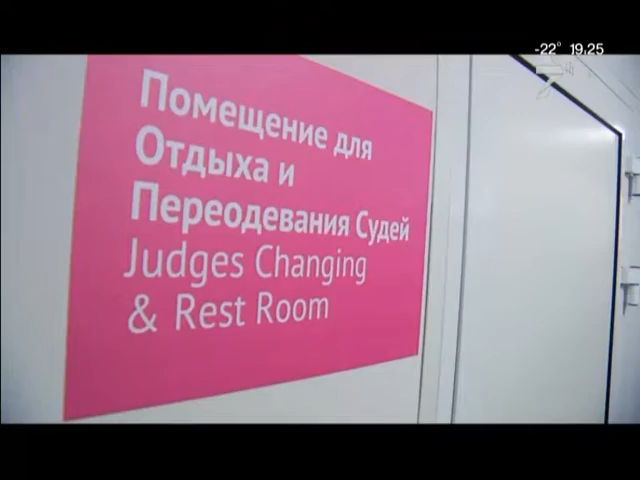 -22° 19:25
Помещение для
Отдыха и
Переодевания Судей
Judges Changing
& Rest Room